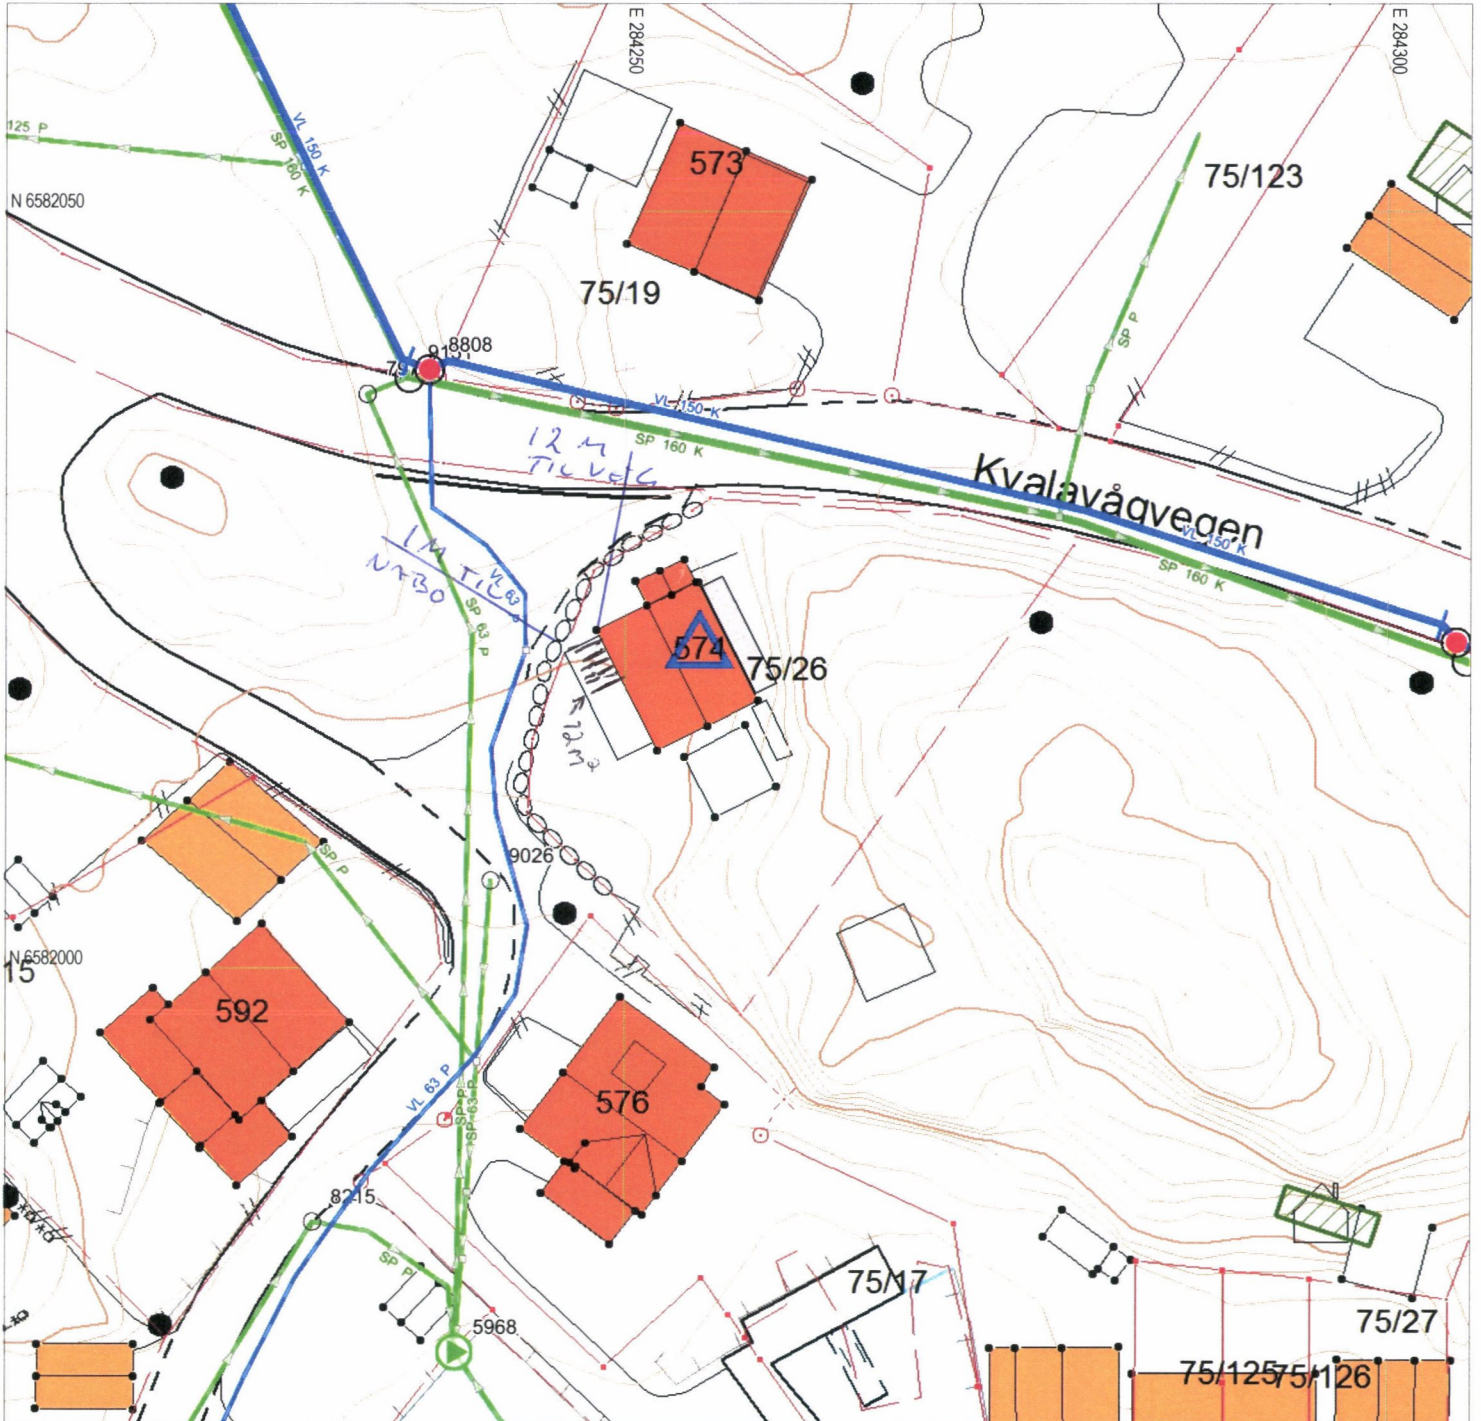 E 284250
E 284300
VL 150 K
SP 160 K
125 P
573
75/123
N 6582050
75/19
SP P
8808
VL 150 K
SP 160 K
12 M
TIL VEG
Kvalavågvegen
VL 150 K
SP 160 K
1 M TIL
NABO
VL 63
SP 63 P
574
75/26
12 m²
SP P
9026
N 6582000
15
592
VL 63 P
SP P
SP 63 P
576
8215
SP P
5968
75/17
75/27
75/125
75/126